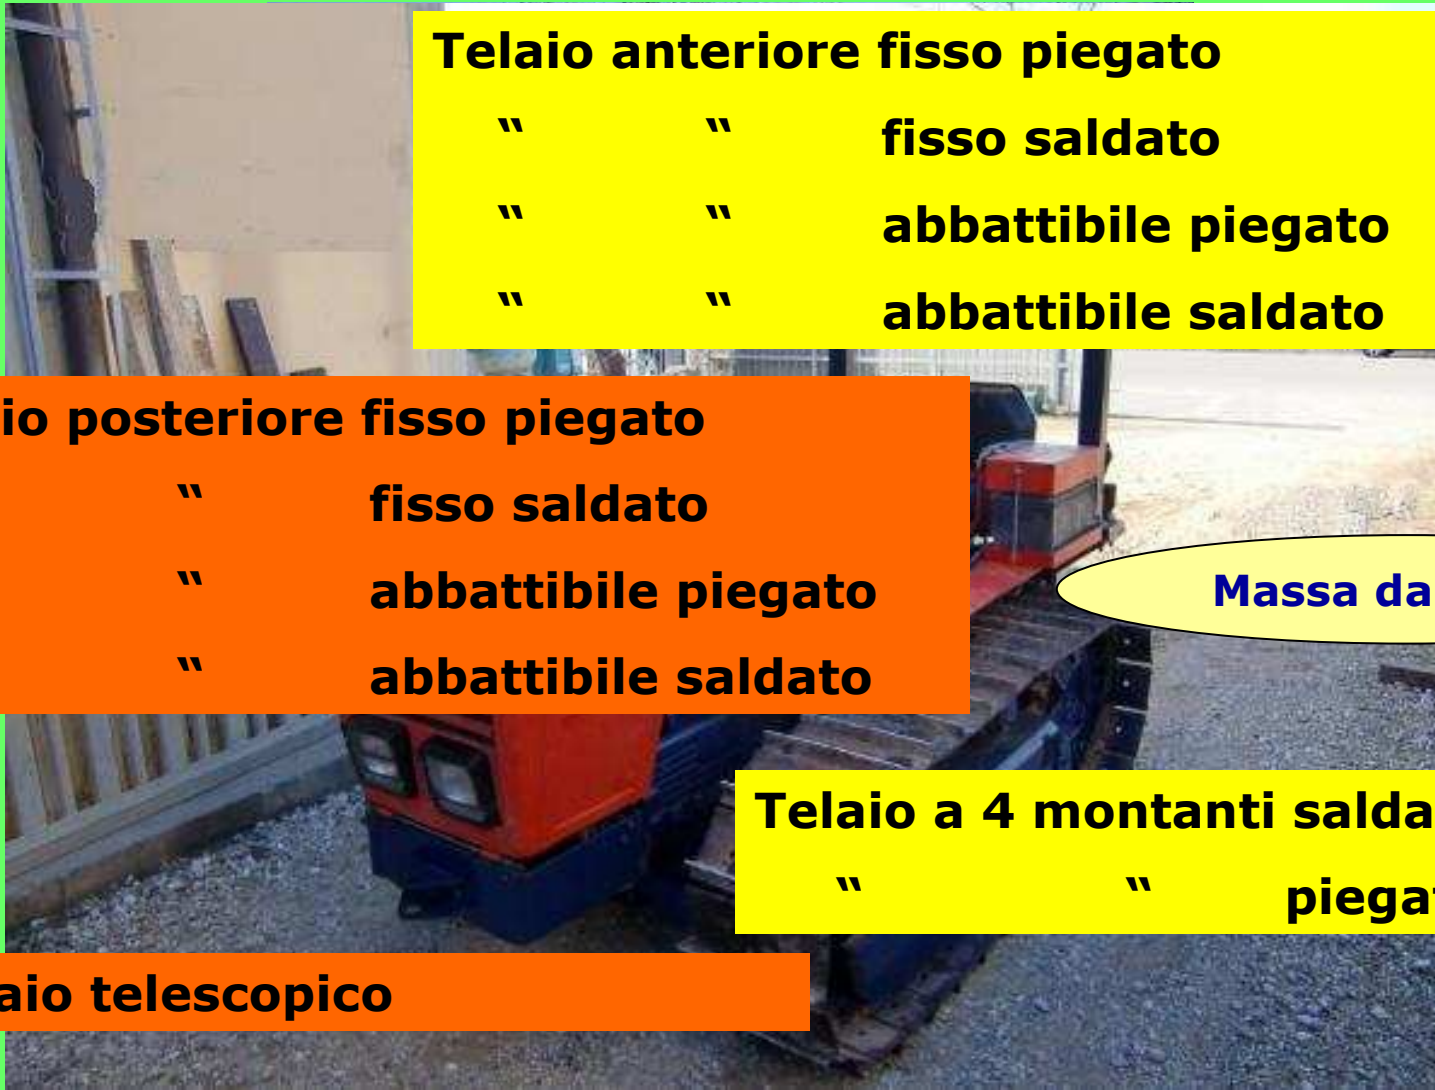 Telaio anteriore fisso piegato
“ “ fisso saldato
“ “ abbattibile piegato
“ “ abbattibile saldato
io posteriore fisso piegato
“ fisso saldato
“ abbattibile piegato
“ abbattibile saldato
Massa da
Telaio a 4 montanti salda
“ “ piega
aio telescopico